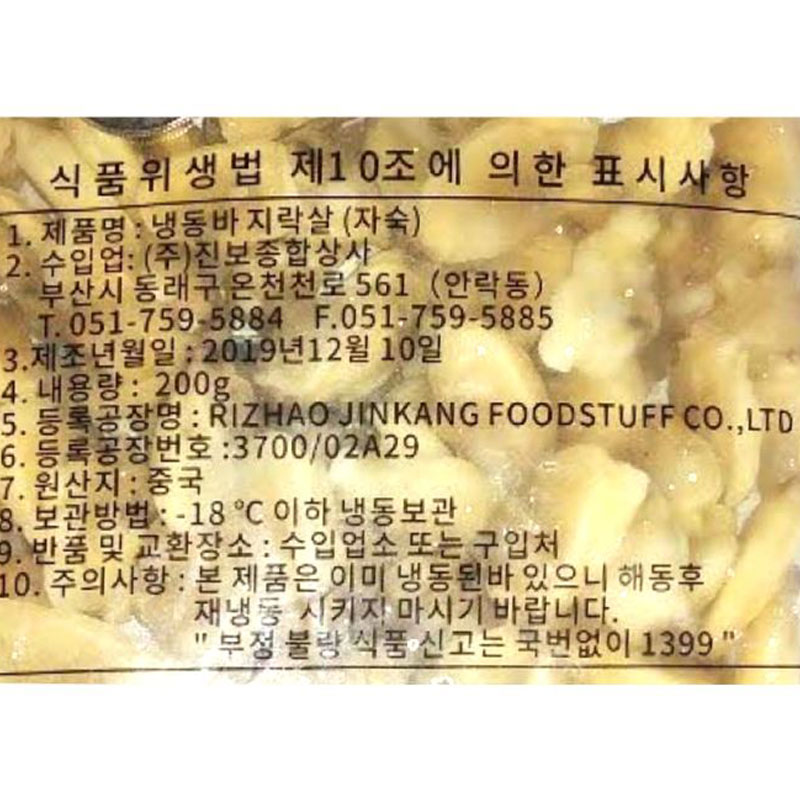 식품위생법 제10조에 의한 표시사항
1. 제품명 : 냉동바지락살 (자숙)
2. 수입업: (주)진보종합상사
부산시 동래구 온천천로 561 (안락동)
T. 051-759-5884 F.051-759-5885
3.제조년월일 : 2019년12월 10일
4. 내용량 : 200g
5. 등록공장명 : RIZHAO JINKANG FOODSTUFF CO.,LTD
6. 등록공장번호 :3700/02A29
7. 원산지 : 중국
8. 보관방법 : -18 ℃ 이하 냉동보관
9. 반품 및 교환장소 : 수입업소 또는 구입처
10. 주의사항 : 본 제품은 이미 냉동된바 있으니 해동후
재냉동 시키지 마시기 바랍니다.
" 부정 불량 식품 신고는 국번없이 1399 "